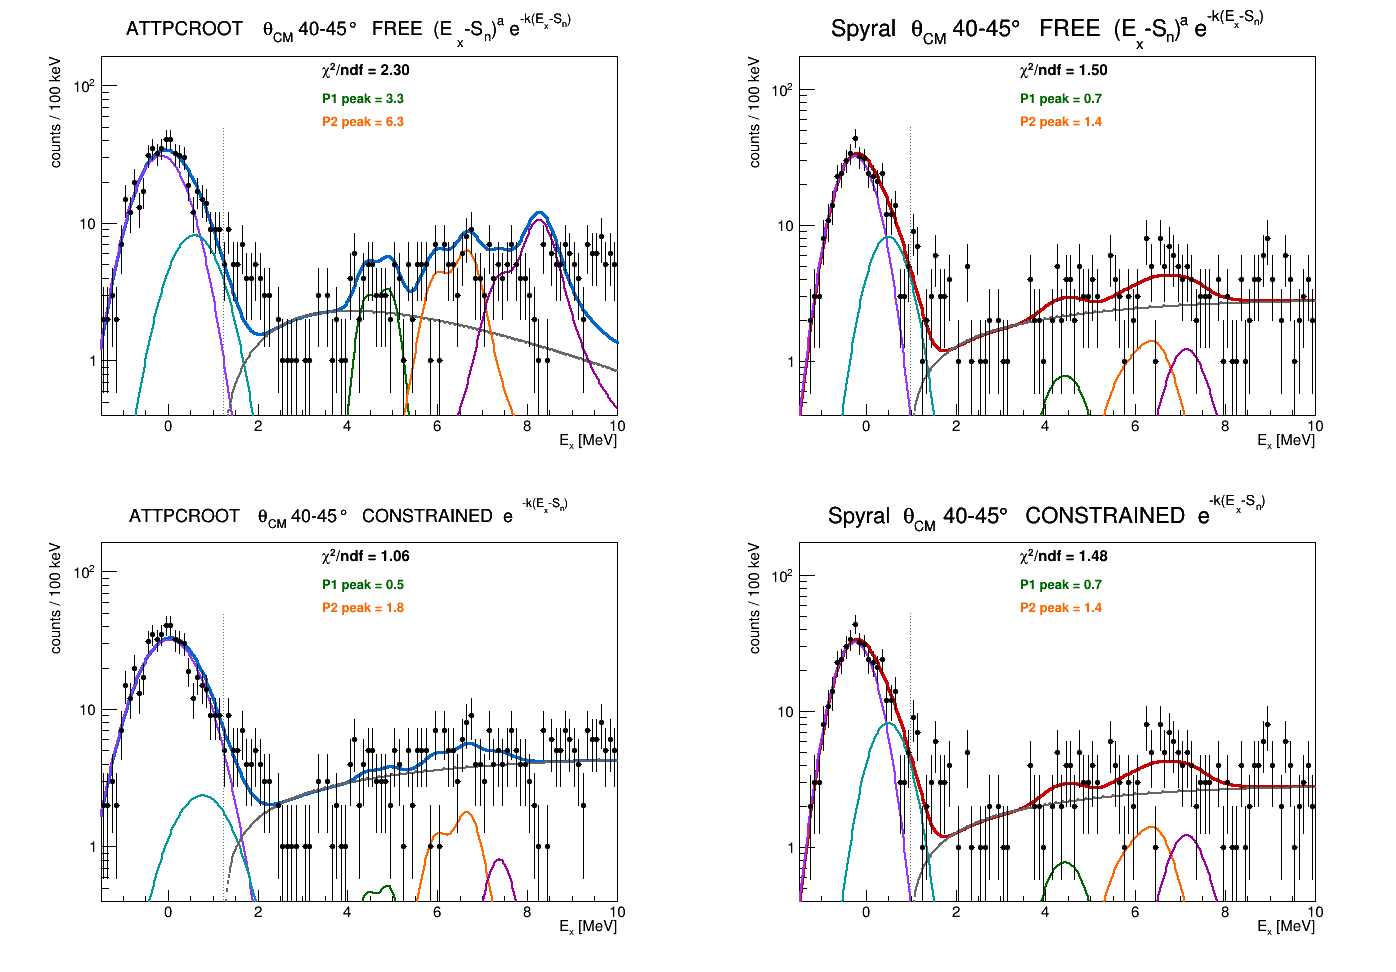 ATTPCROOT θCM 40-45° FREE (Ex-Sn)a e-k(Ex-Sn)
χ2/ndf = 2.30
P1 peak = 3.3
P2 peak = 6.3
counts / 100 keV
102
10
1
0 2 4 6 8 10
Ex [MeV]
Spyral θCM 40-45° FREE (Ex-Sn)a e-k(Ex-Sn)
χ2/ndf = 1.50
P1 peak = 0.7
P2 peak = 1.4
counts / 100 keV
102
10
1
0 2 4 6 8 10
Ex [MeV]
ATTPCROOT θCM 40-45° CONSTRAINED e-k(Ex-Sn)
χ2/ndf = 1.06
P1 peak = 0.5
P2 peak = 1.8
counts / 100 keV
102
10
1
0 2 4 6 8 10
Ex [MeV]
Spyral θCM 40-45° CONSTRAINED e-k(Ex-Sn)
χ2/ndf = 1.48
P1 peak = 0.7
P2 peak = 1.4
counts / 100 keV
102
10
1
0 2 4 6 8 10
Ex [MeV]